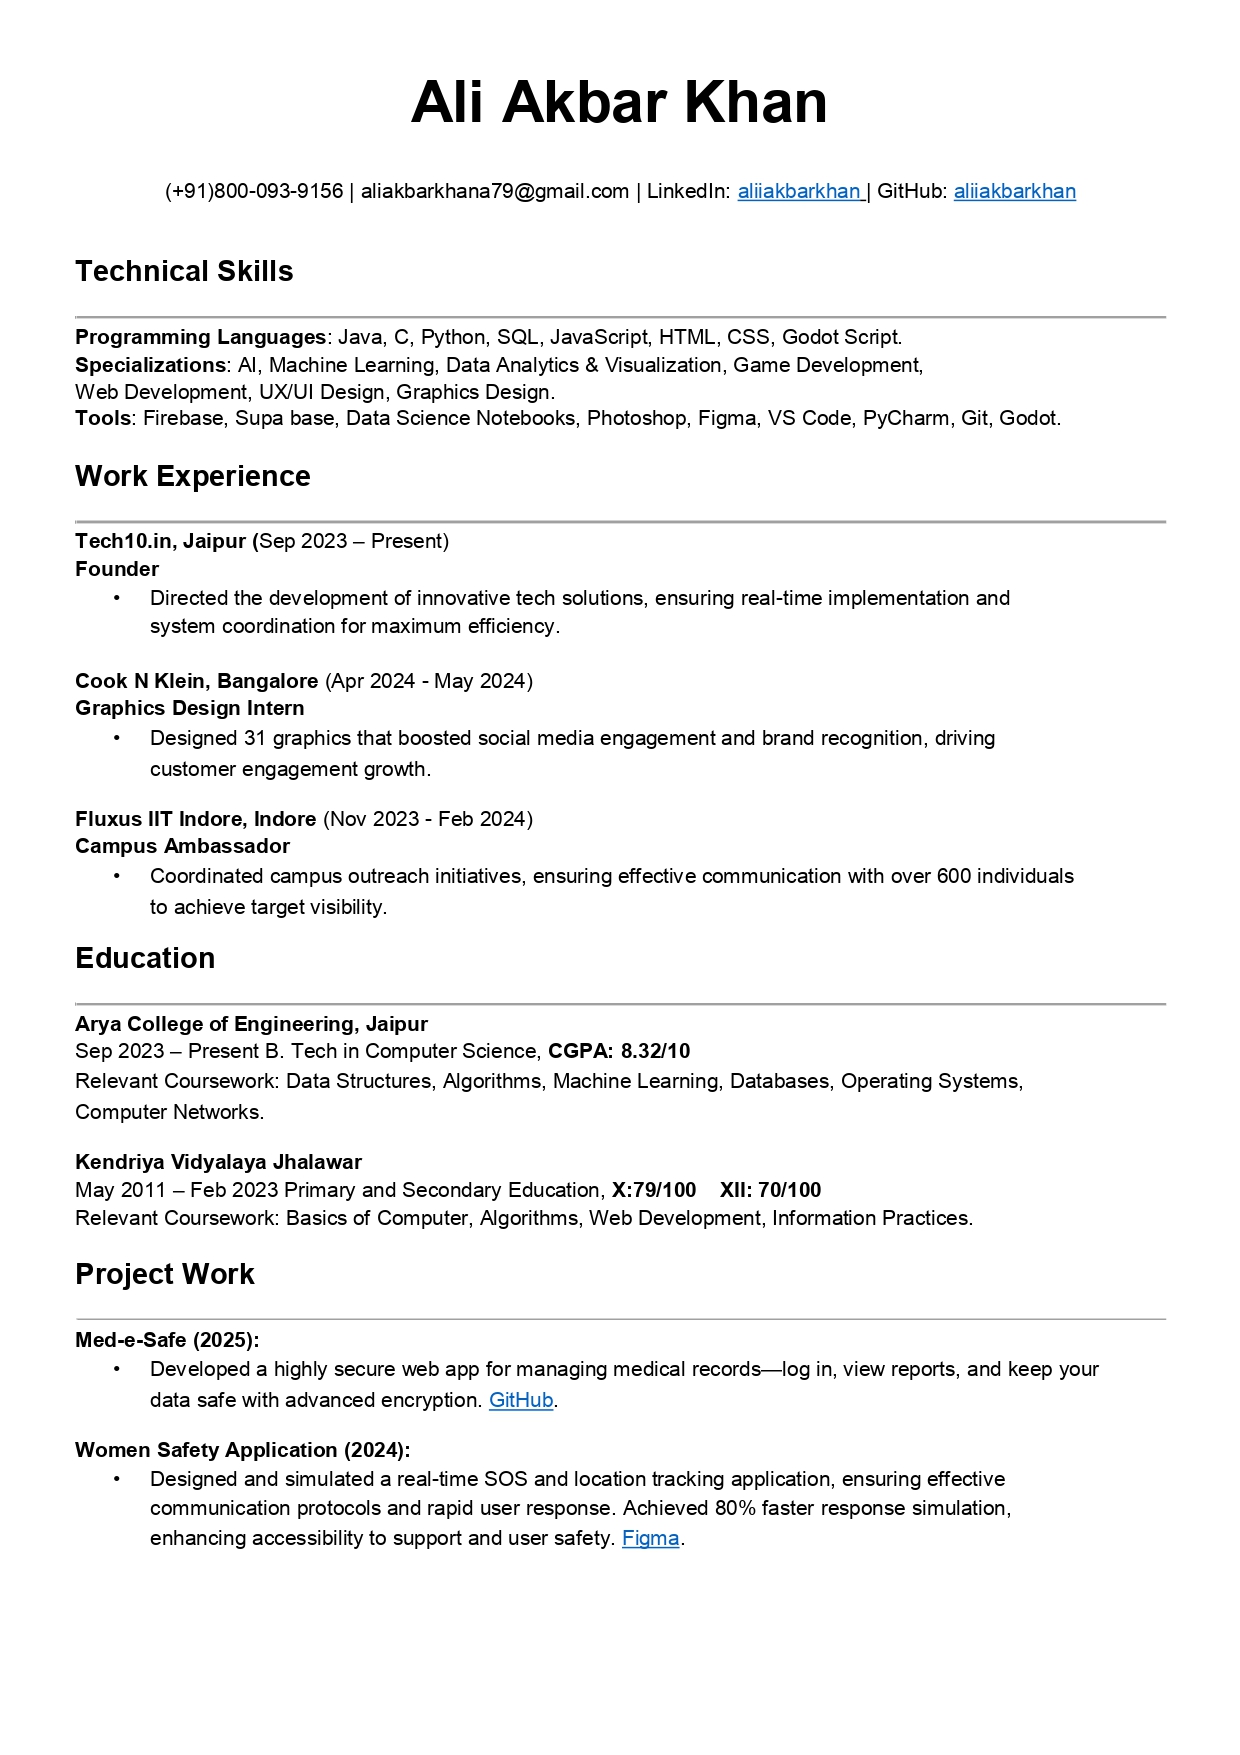 Ali Akbar Khan
(+91)800-093-9156 | aliakbarkhana79@gmail.com | LinkedIn: aliiakbarkhan | GitHub: aliiakbarkhan
Technical Skills
Programming Languages: Java, C, Python, SQL, JavaScript, HTML, CSS, Godot Script.
Specializations: AI, Machine Learning, Data Analytics & Visualization, Game Development,
Web Development, UX/UI Design, Graphics Design.
Tools: Firebase, Supa base, Data Science Notebooks, Photoshop, Figma, VS Code, PyCharm, Git, Godot.
Work Experience
Tech10.in, Jaipur (Sep 2023 – Present)
Founder
• Directed the development of innovative tech solutions, ensuring real-time implementation and
system coordination for maximum efficiency.
Cook N Klein, Bangalore (Apr 2024 - May 2024)
Graphics Design Intern
• Designed 31 graphics that boosted social media engagement and brand recognition, driving
customer engagement growth.
Fluxus IIT Indore, Indore (Nov 2023 - Feb 2024)
Campus Ambassador
• Coordinated campus outreach initiatives, ensuring effective communication with over 600 individuals
to achieve target visibility.
Education
Arya College of Engineering, Jaipur
Sep 2023 – Present B. Tech in Computer Science, CGPA: 8.32/10
Relevant Coursework: Data Structures, Algorithms, Machine Learning, Databases, Operating Systems,
Computer Networks.
Kendriya Vidyalaya Jhalawar
May 2011 – Feb 2023 Primary and Secondary Education, X:79/100 XII: 70/100
Relevant Coursework: Basics of Computer, Algorithms, Web Development, Information Practices.
Project Work
Med-e-Safe (2025):
• Developed a highly secure web app for managing medical records—log in, view reports, and keep your
data safe with advanced encryption. GitHub.
Women Safety Application (2024):
• Designed and simulated a real-time SOS and location tracking application, ensuring effective
communication protocols and rapid user response. Achieved 80% faster response simulation,
enhancing accessibility to support and user safety. Figma.